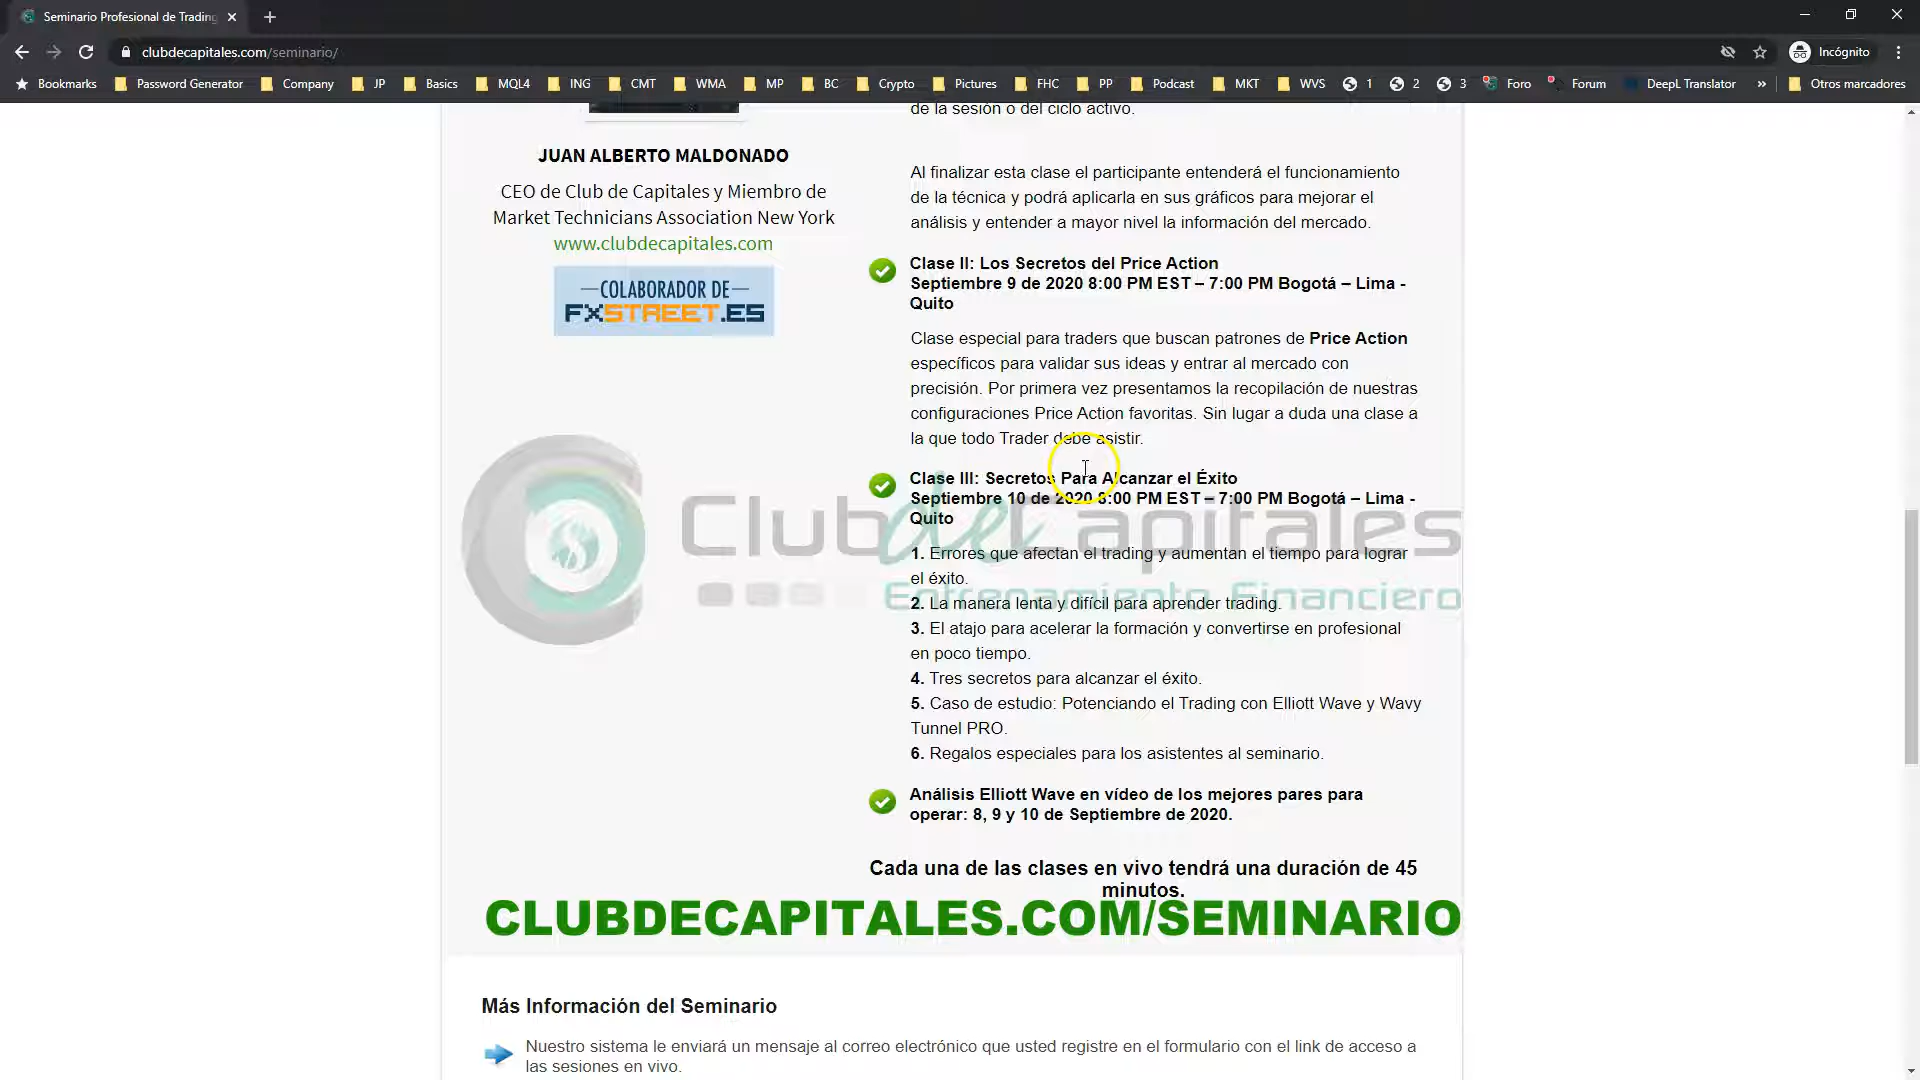 Seminario Profesional de Trading
clubdecapitales.com/seminario/
Incógnito
Bookmarks
Password Generator
Company
JP
Basics
MQL4
ING
CMT
WMA
MP
BC
Crypto
Pictures
FHC
PP
Podcast
MKT
WVS
1
2
3
Foro
Forum
DeepL Translator
»
Otros marcadores
JUAN ALBERTO MALDONADO
CEO de Club de Capitales y Miembro de
Market Technicians Association New York
www.clubdecapitales.com
COLABORADOR DE
FXSTREET.ES
de la sesión o del ciclo activo.
Al finalizar esta clase el participante entenderá el funcionamiento
de la técnica y podrá aplicarla en sus gráficos para mejorar el
análisis y entender a mayor nivel la información del mercado.
Clase II: Los Secretos del Price Action
Septiembre 9 de 2020 8:00 PM EST – 7:00 PM Bogotá – Lima -
Quito
Clase especial para traders que buscan patrones de Price Action
específicos para validar sus ideas y entrar al mercado con
precisión. Por primera vez presentamos la recopilación de nuestras
configuraciones Price Action favoritas. Sin lugar a duda una clase a
la que todo Trader debe asistir.
Clase III: Secretos Para Alcanzar el Éxito
Septiembre 10 de 2020 8:00 PM EST – 7:00 PM Bogotá – Lima -
Quito
Club de Capitales
Entrenamiento Financiero
1. Errores que afectan el trading y aumentan el tiempo para lograr
el éxito.
2. La manera lenta y difícil para aprender trading.
3. El atajo para acelerar la formación y convertirse en profesional
en poco tiempo.
4. Tres secretos para alcanzar el éxito.
5. Caso de estudio: Potenciando el Trading con Elliott Wave y Wavy
Tunnel PRO.
6. Regalos especiales para los asistentes al seminario.
Análisis Elliott Wave en vídeo de los mejores pares para
operar: 8, 9 y 10 de Septiembre de 2020.
Cada una de las clases en vivo tendrá una duración de 45
minutos.
CLUBDECAPITALES.COM/SEMINARIO
Más Información del Seminario
Nuestro sistema le enviará un mensaje al correo electrónico que usted registre en el formulario con el link de acceso a
las sesiones en vivo.